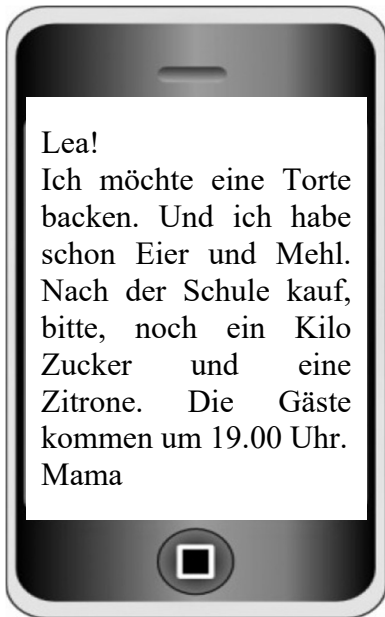 Lea!
Ich möchte eine Torte
backen. Und ich habe
schon Eier und Mehl.
Nach der Schule kauf,
bitte, noch ein Kilo
Zucker und eine
Zitrone. Die Gäste
kommen um 19.00 Uhr.
Mama